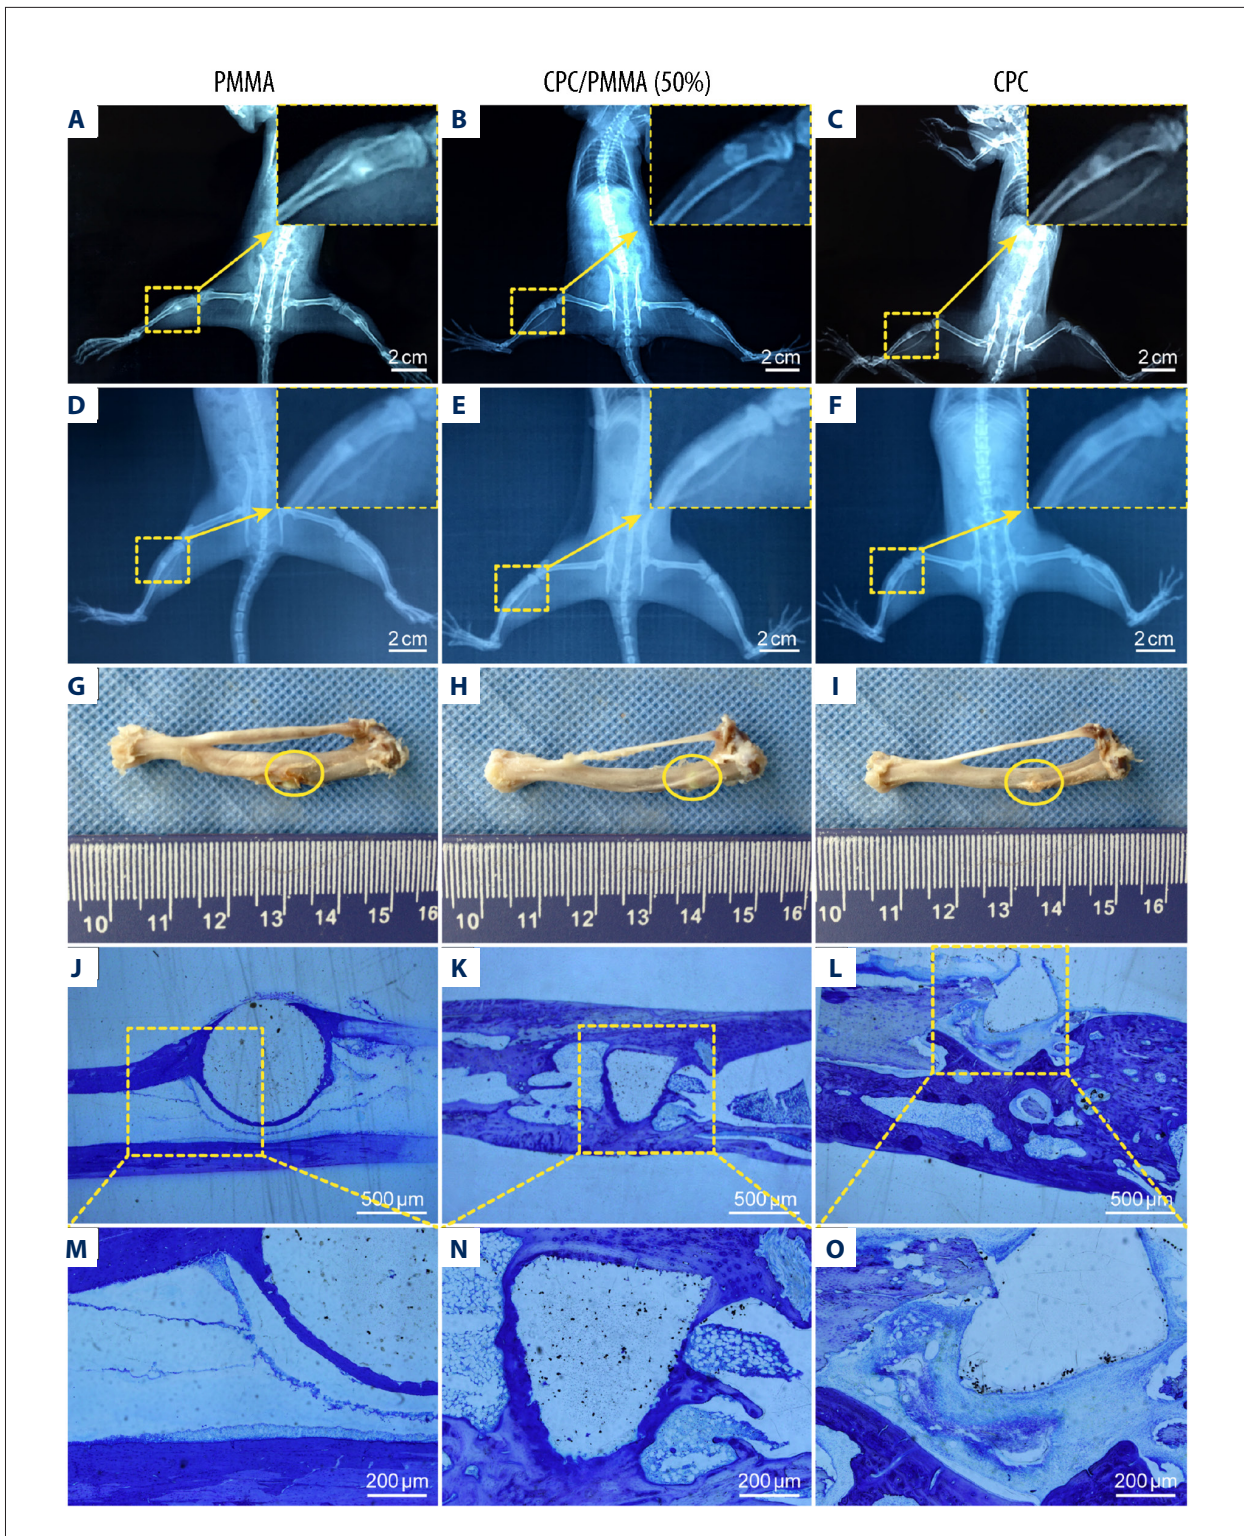 PMMA CPC/PMMA (50%) CPC
A B C
2 cm 2 cm 2 cm
D E F
2 cm 2 cm 2 cm
G H I
10 11 12 13 14 15 16 10 11 12 13 14 15 16 10 11 12 13 14 15 16
J K L
500 µm 500 µm 500 µm
M N O
200 µm 200 µm 200 µm